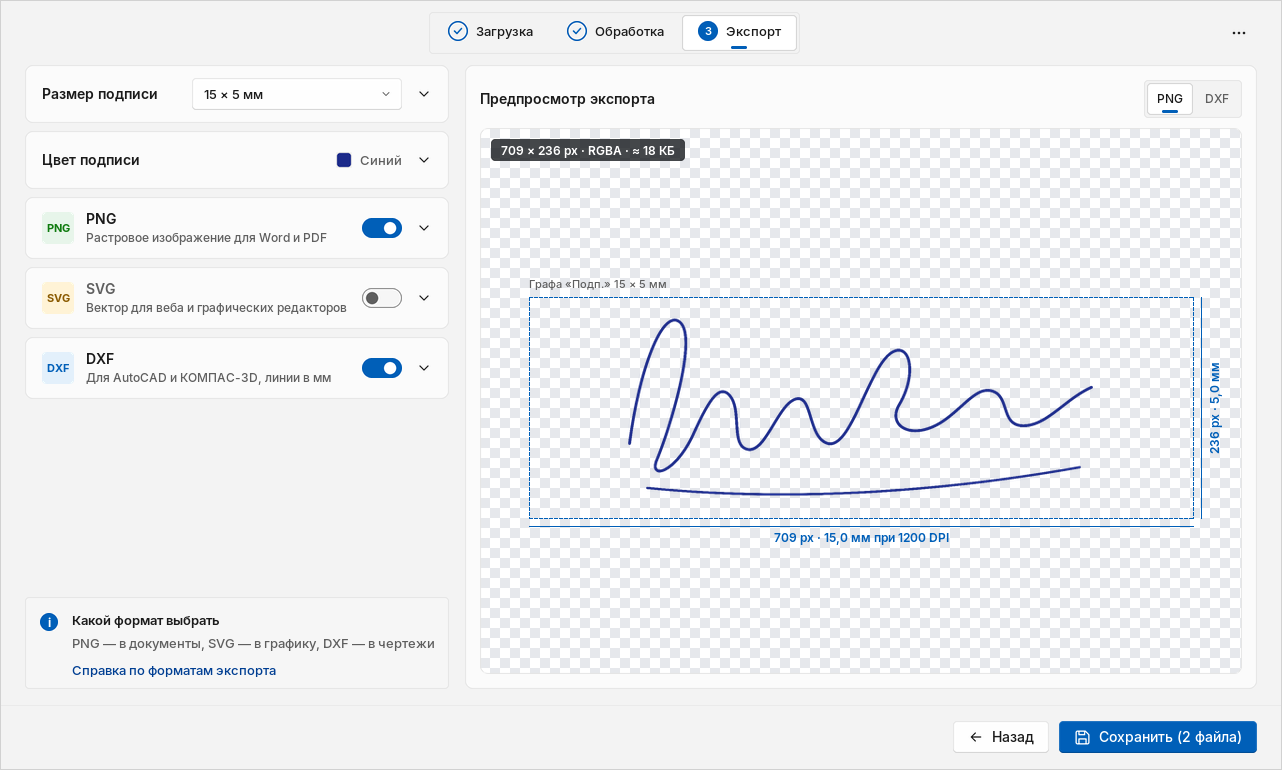 Загрузка
Обработка
3 Экспорт
...
Размер подписи
15 × 5 мм
Цвет подписи
Синий
PNG
PNG
Растровое изображение для Word и PDF
SVG
SVG
Вектор для веба и графических редакторов
DXF
DXF
Для AutoCAD и КОМПАС-3D, линии в мм
i
Какой формат выбрать
PNG — в документы, SVG — в графику, DXF — в чертежи
Справка по форматам экспорта
Предпросмотр экспорта
PNG
DXF
709 × 236 px · RGBA · ≈ 18 КБ
Графа «Подп.» 15 × 5 мм
236 px · 5,0 мм
709 px · 15,0 мм при 1200 DPI
← Назад
Сохранить (2 файла)